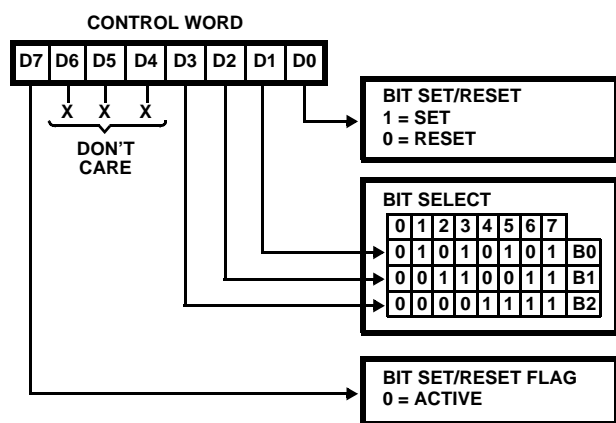 CONTROL WORD
D7 D6 D5 D4 D3 D2 D1 D0
X X X
DON'T
CARE
BIT SET/RESET
1 = SET
0 = RESET
BIT SELECT
0 1 2 3 4 5 6 7
0 1 0 1 0 1 0 1 B0
0 0 1 1 0 0 1 1 B1
0 0 0 0 1 1 1 1 B2
BIT SET/RESET FLAG
0 = ACTIVE